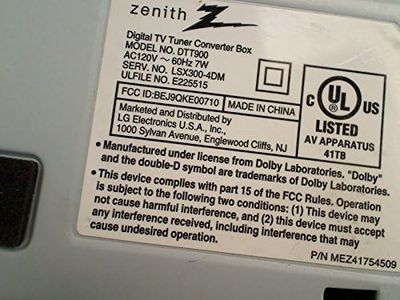 zenith
Digital TV Tuner Converter Box
MODEL NO. DTT900
AC120V ~ 60Hz 7W
SERV. NO. LSX300-4DM
ULFILE NO. E225515
FCC ID:BEJ9QKE00710
MADE IN CHINA
C UL US
®
LISTED
AV APPARATUS
41TB
Marketed and Distributed by
LG Electronics U.S.A., Inc.,
1000 Sylvan Avenue, Englewood Cliffs, NJ
• Manufactured under license from Dolby Laboratories. "Dolby"
and the double-D symbol are trademarks of Dolby Laboratories.
• This device complies with part 15 of the FCC Rules. Operation
is subject to the following two conditions: (1) This device may
not cause harmful interference, and (2) this device must accept
any interference received, including interference that may
cause undesired operation.
P/N MEZ41754509